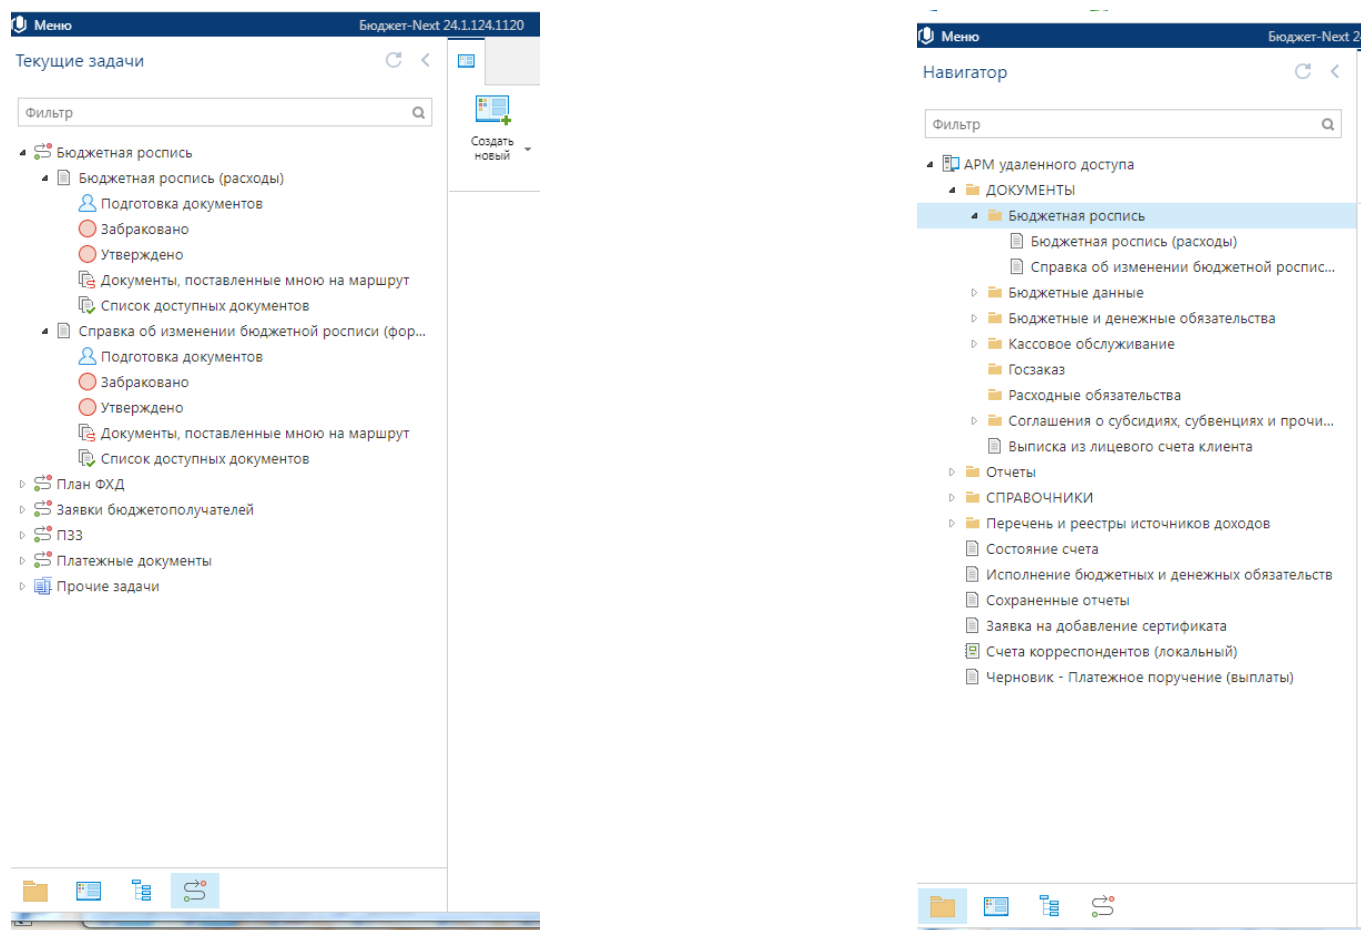 Меню
Бюджет-Next 24.1.124.1120
Текущие задачи
Фильтр
Создать
новый
Бюджетная роспись
Бюджетная роспись (расходы)
Подготовка документов
Забраковано
Утверждено
Документы, поставленные мною на маршрут
Список доступных документов
Справка об изменении бюджетной росписи (фор...
Подготовка документов
Забраковано
Утверждено
Документы, поставленные мною на маршрут
Список доступных документов
План ФХД
Заявки бюджетополучателей
ПЗЗ
Платежные документы
Прочие задачи
Меню
Бюджет-Next 24
Навигатор
Фильтр
АРМ удаленного доступа
ДОКУМЕНТЫ
Бюджетная роспись
Бюджетная роспись (расходы)
Справка об изменении бюджетной роспис...
Бюджетные данные
Бюджетные и денежные обязательства
Кассовое обслуживание
Госзаказ
Расходные обязательства
Соглашения о субсидиях, субвенциях и прочи...
Выписка из лицевого счета клиента
Отчеты
СПРАВОЧНИКИ
Перечень и реестры источников доходов
Состояние счета
Исполнение бюджетных и денежных обязательств
Сохраненные отчеты
Заявка на добавление сертификата
Счета корреспондентов (локальный)
Черновик - Платежное поручение (выплаты)